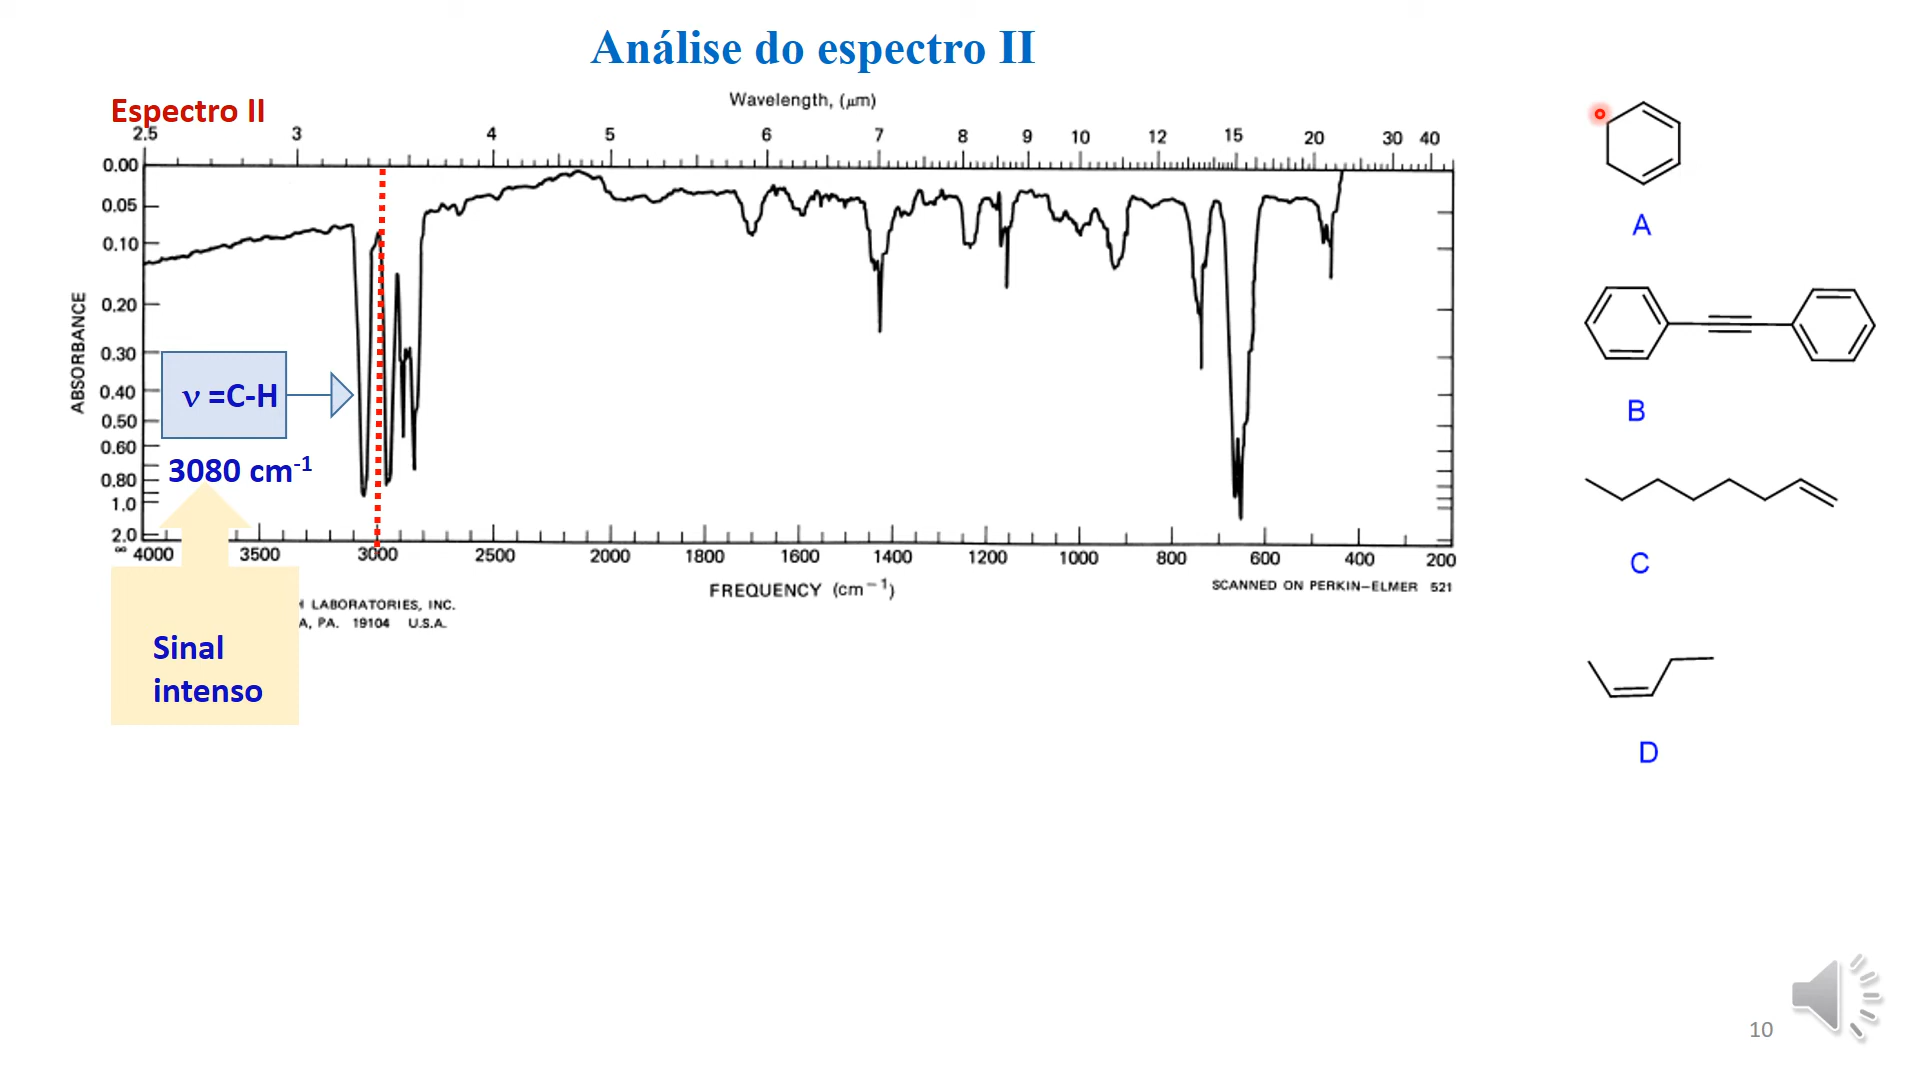 Análise do espectro II
Espectro II
Wavelength, (μm)
2.5 3 4 5 6 7 8 9 10 12 15 20 30 40
0.00
0.05
0.10
0.20
0.30
0.40
0.50
0.60
0.80
1.0
2.0
∞
ABSORBANCE
ν =C-H
3080 cm-1
4000 3500 3000 2500 2000 1800 1600 1400 1200 1000 800 600 400 200
FREQUENCY (cm−1)
SCANNED ON PERKIN–ELMER 521
H LABORATORIES, INC.
A, PA. 19104 U.S.A.
Sinal
intenso
A
B
C
D
10